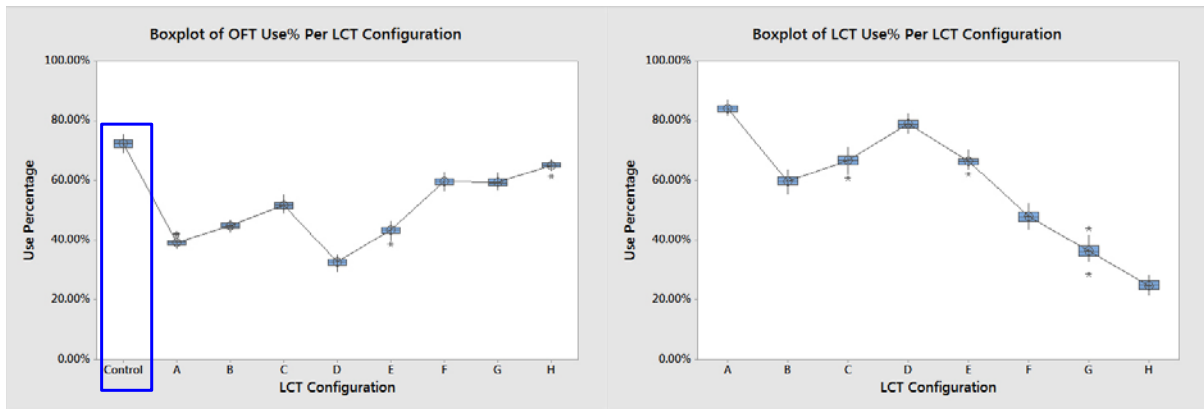 Boxplot of OFT Use% Per LCT Configuration
100.00%
80.00%
60.00%
40.00%
20.00%
0.00%
Use Percentage
Control A B C D E F G H
LCT Configuration
Boxplot of LCT Use% Per LCT Configuration
100.00%
80.00%
60.00%
40.00%
20.00%
0.00%
Use Percentage
A B C D E F G H
LCT Configuration